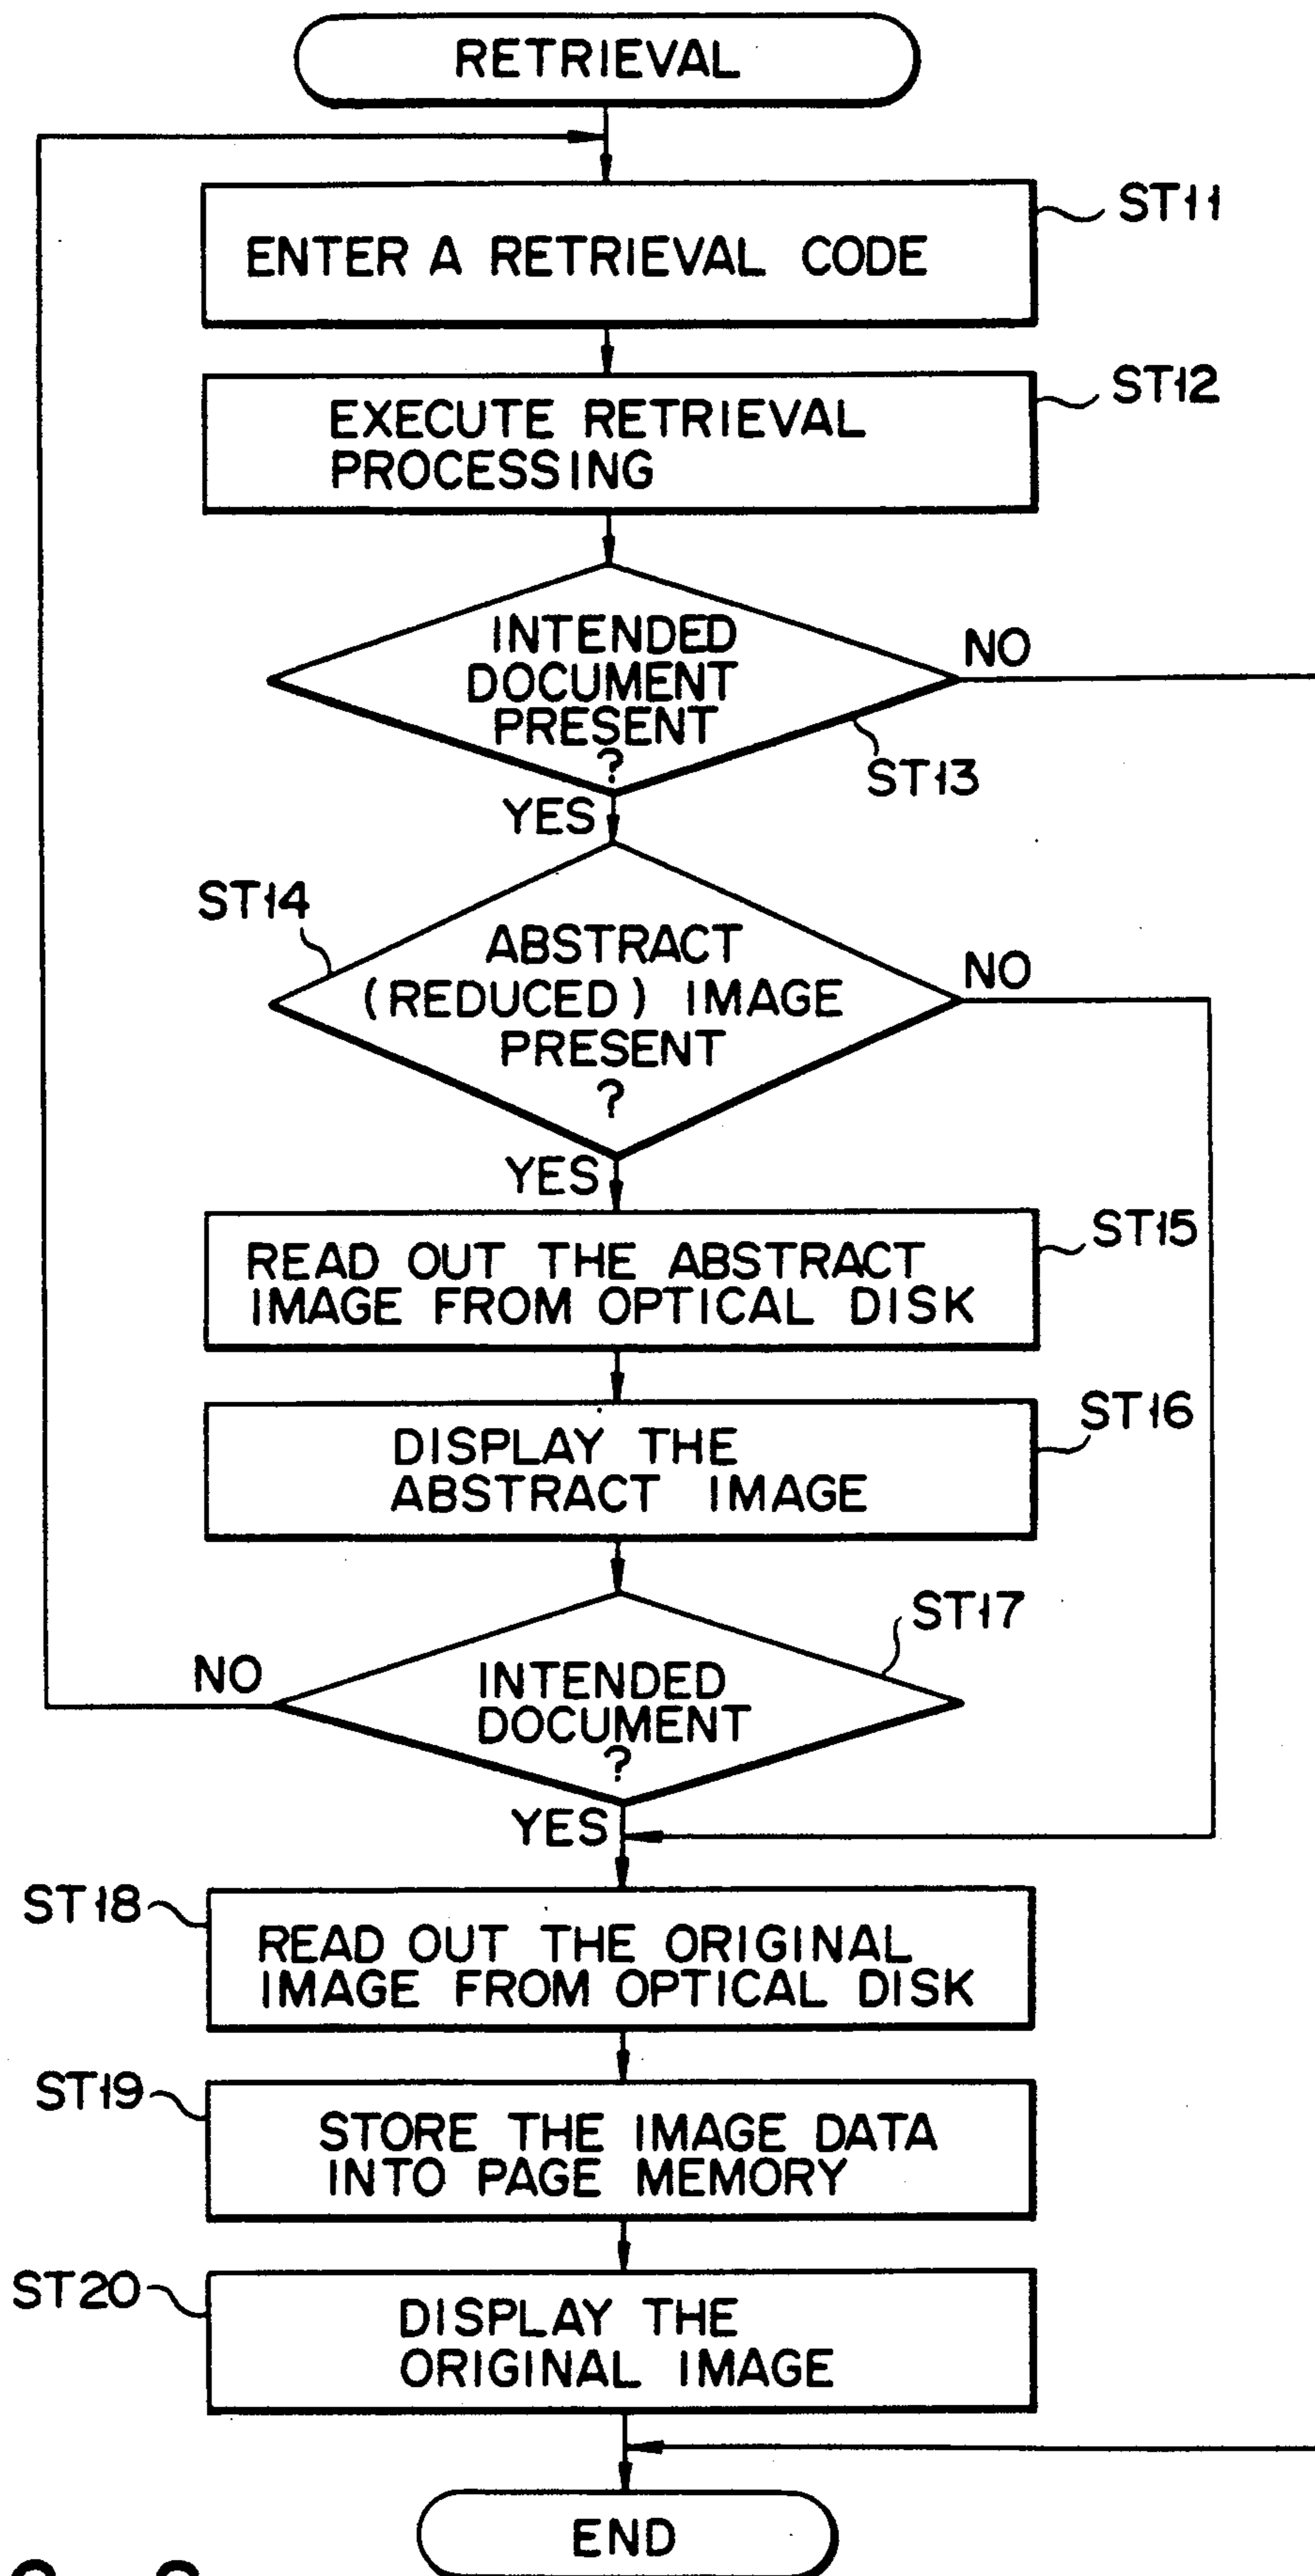 RETRIEVAL
ENTER A RETRIEVAL CODE
ST11
EXECUTE RETRIEVAL
PROCESSING
ST12
INTENDED
DOCUMENT
PRESENT
?
NO
ST13
YES
ST14
ABSTRACT
(REDUCED) IMAGE
PRESENT
?
NO
YES
READ OUT THE ABSTRACT
IMAGE FROM OPTICAL DISK
ST15
DISPLAY THE
ABSTRACT IMAGE
ST16
ST17
NO
INTENDED
DOCUMENT
?
YES
ST18
READ OUT THE ORIGINAL
IMAGE FROM OPTICAL DISK
ST19
STORE THE IMAGE DATA
INTO PAGE MEMORY
ST20
DISPLAY THE
ORIGINAL IMAGE
END